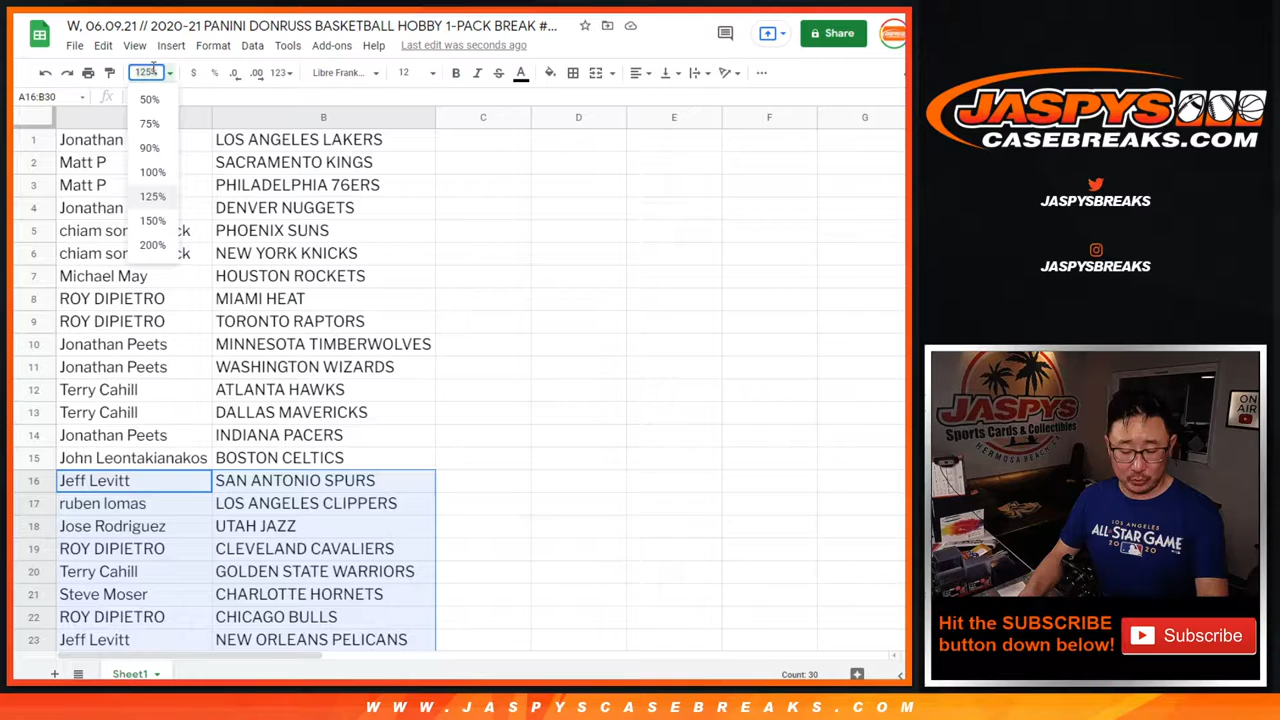 W, 06.09.21 // 2020-21 PANINI DONRUSS BASKETBALL HOBBY 1-PACK BREAK #...
Share
File Edit View Insert Format Data Tools Add-ons Help Last edit was seconds ago
125% $ % .0 .00 123 Libre Frank... 12 B I S A
A16:B30 fx
50%
75%
90%
100%
125%
150%
200%
B C D E F G
1 Jonathan LOS ANGELES LAKERS
2 Matt P SACRAMENTO KINGS
3 Matt P PHILADELPHIA 76ERS
4 Jonathan DENVER NUGGETS
5 chiam son ck PHOENIX SUNS
6 chiam son ck NEW YORK KNICKS
7 Michael May HOUSTON ROCKETS
8 ROY DIPIETRO MIAMI HEAT
9 ROY DIPIETRO TORONTO RAPTORS
10 Jonathan Peets MINNESOTA TIMBERWOLVES
11 Jonathan Peets WASHINGTON WIZARDS
12 Terry Cahill ATLANTA HAWKS
13 Terry Cahill DALLAS MAVERICKS
14 Jonathan Peets INDIANA PACERS
15 John Leontakianakos BOSTON CELTICS
16 Jeff Levitt SAN ANTONIO SPURS
17 ruben lomas LOS ANGELES CLIPPERS
18 Jose Rodriguez UTAH JAZZ
19 ROY DIPIETRO CLEVELAND CAVALIERS
20 Terry Cahill GOLDEN STATE WARRIORS
21 Steve Moser CHARLOTTE HORNETS
22 ROY DIPIETRO CHICAGO BULLS
23 Jeff Levitt NEW ORLEANS PELICANS
Sheet1
Count: 30
JASPYS
CASEBREAKS.COM
JASPYSBREAKS
JASPYSBREAKS
JASPYS
Sports Cards & Collectibles
HERMOSA BEACH,
ON
AIR
LOS ANGELES
ALL STAR GAME
2020
Hit the SUBSCRIBE
button down below!
Subscribe
WWW.JASPYSCASEBREAKS.COM